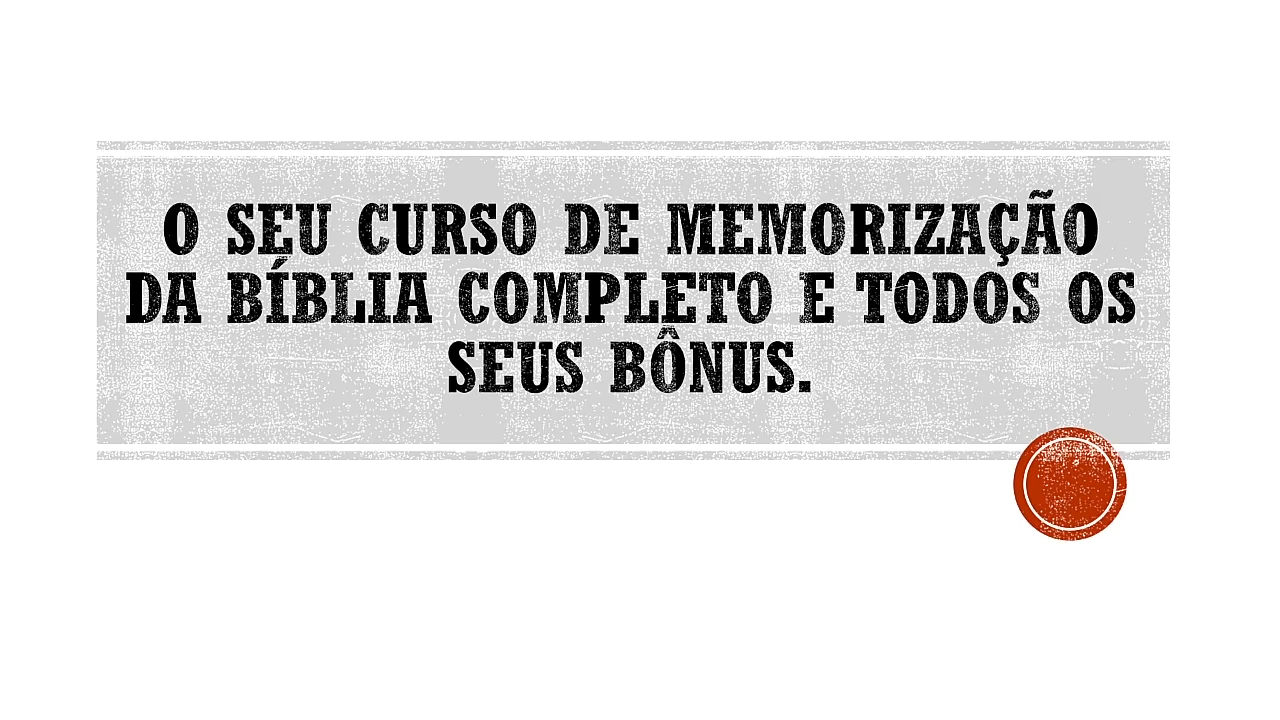 O SEU CURSO DE MEMORIZAÇÃO
DA BÍBLIA COMPLETO E TODOS OS
SEUS BÔNUS.